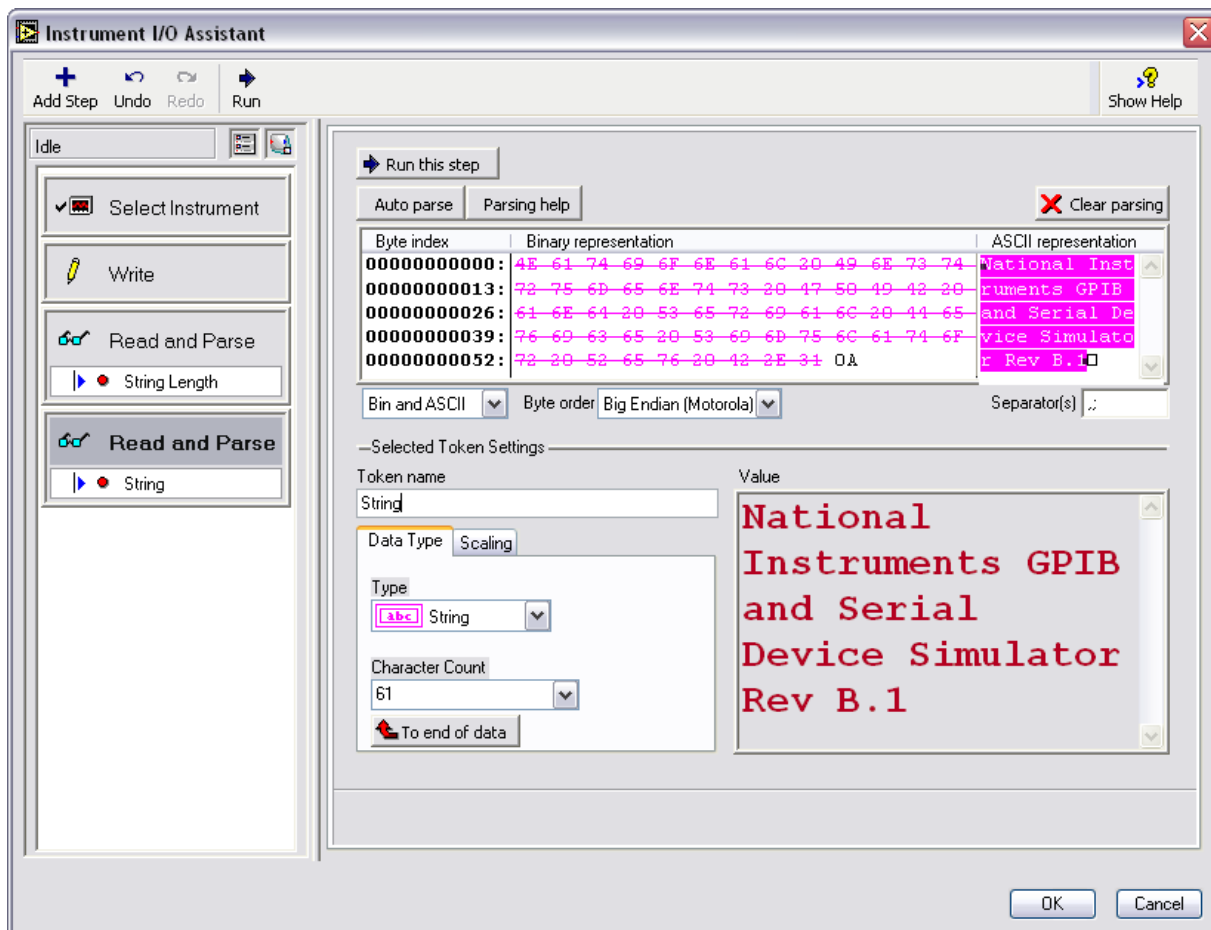 Instrument I/O Assistant
Add Step Undo Redo Run Show Help
Idle
Select Instrument
Write
Read and Parse
String Length
Read and Parse
String
Run this step
Auto parse Parsing help Clear parsing
Byte index Binary representation ASCII representation
00000000000: 4E 61 74 69 6F 6E 61 6C 20 49 6E 73 74 National Inst
00000000013: 72 75 6D 65 6E 74 73 20 47 50 49 42 20 ruments GPIB
00000000026: 61 6E 64 20 53 65 72 69 61 6C 20 44 65 and Serial De
00000000039: 76 69 63 65 20 53 69 6D 75 6C 61 74 6F vice Simulato
00000000052: 72 20 52 65 76 20 42 2E 31 0A r Rev B.1□
Bin and ASCII Byte order Big Endian (Motorola) Separator(s) ,;
Selected Token Settings
Token name Value
String
Data Type Scaling
Type
abc String
Character Count
61
To end of data
National
Instruments GPIB
and Serial
Device Simulator
Rev B.1
OK Cancel